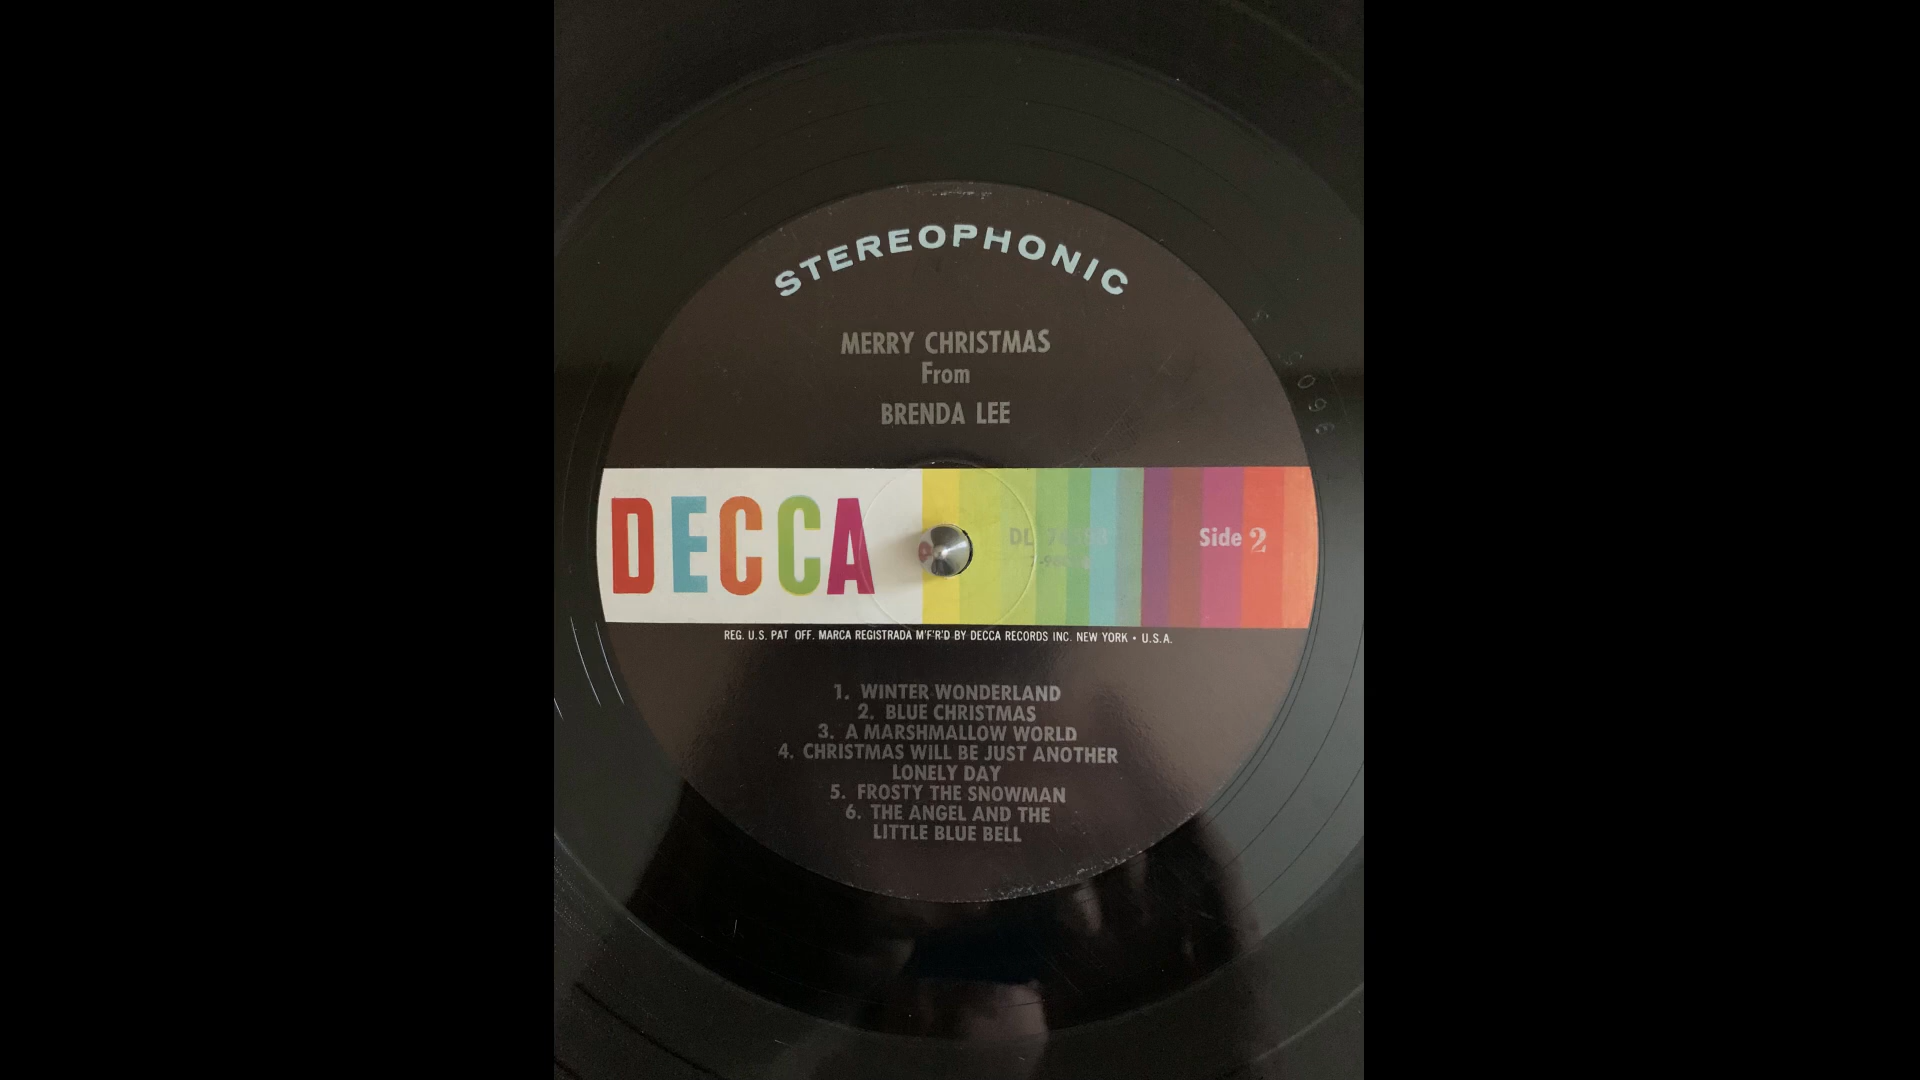 STEREOPHONIC
MERRY CHRISTMAS
From
BRENDA LEE
DECCA
DL
Side 2
REG. U.S. PAT OFF. MARCA REGISTRADA M'F'R'D BY DECCA RECORDS INC. NEW YORK • U.S.A.
1. WINTER WONDERLAND
2. BLUE CHRISTMAS
3. A MARSHMALLOW WORLD
4. CHRISTMAS WILL BE JUST ANOTHER
LONELY DAY
5. FROSTY THE SNOWMAN
6. THE ANGEL AND THE
LITTLE BLUE BELL